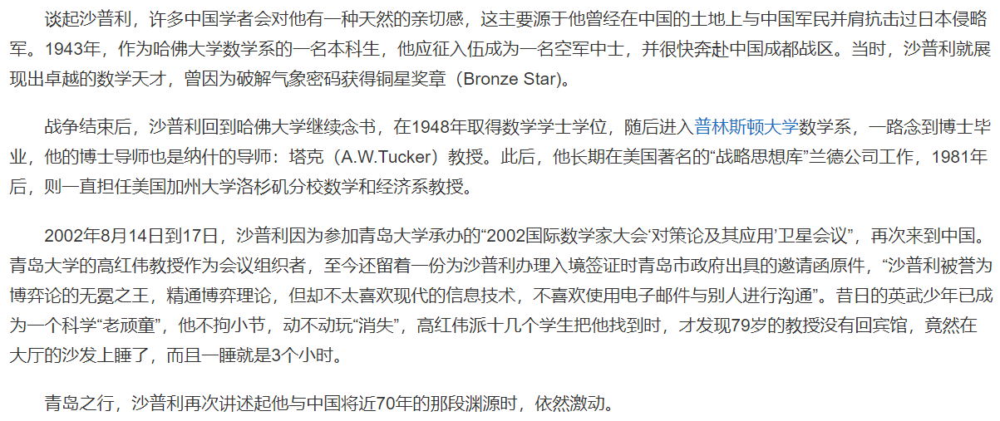 谈起沙普利，许多中国学者会对他有一种天然的亲切感，这主要源于他曾经在中国的土地上与中国军民并肩抗击过日本侵略
军。1943年，作为哈佛大学数学系的一名本科生，他应征入伍成为一名空军中士，并很快奔赴中国成都战区。当时，沙普利就展
现出卓越的数学天才，曾因为破解气象密码获得铜星奖章（Bronze Star)。
战争结束后，沙普利回到哈佛大学继续念书，在1948年取得数学学士学位，随后进入普林斯顿大学数学系，一路念到博士毕
业，他的博士导师也是纳什的导师：塔克（A.W.Tucker）教授。此后，他长期在美国著名的“战略思想库”兰德公司工作，1981年
后，则一直担任美国加州大学洛杉矶分校数学和经济系教授。
2002年8月14日到17日，沙普利因为参加青岛大学承办的“2002国际数学家大会‘对策论及其应用’卫星会议”，再次来到中国。
青岛大学的高红伟教授作为会议组织者，至今还留着一份为沙普利办理入境签证时青岛市政府出具的邀请函原件，“沙普利被誉为
博弈论的无冕之王，精通博弈理论，但却不太喜欢现代的信息技术，不喜欢使用电子邮件与别人进行沟通”。昔日的英武少年已成
为一个科学“老顽童”，他不拘小节，动不动玩“消失”，高红伟派十几个学生把他找到时，才发现79岁的教授没有回宾馆，竟然在
大厅的沙发上睡了，而且一睡就是3个小时。
青岛之行，沙普利再次讲述起他与中国将近70年的那段渊源时，依然激动。